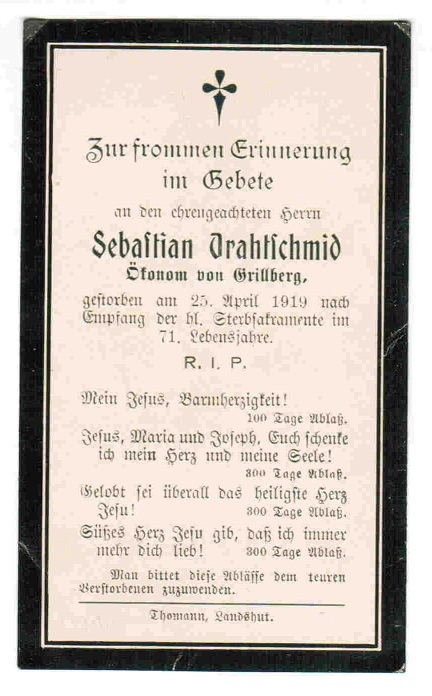 Zur frommen Erinnerung
im Gebete
an den ehrengeachteten Herrn
Sebastian Drahtschmid
Ökonom von Grillberg,
gestorben am 25. April 1919 nach
Empfang der hl. Sterbsakramente im
71. Lebensjahre.
R. I. P.
Mein Jesus, Barmherzigkeit!
100 Tage Ablaß.
Jesus, Maria und Joseph, Euch schenke
ich mein Herz und meine Seele!
300 Tage Ablaß.
Gelobt sei überall das heiligste Herz
Jesu! 300 Tage Ablaß.
Süßes Herz Jesu gib, daß ich immer
mehr dich lieb! 300 Tage Ablaß.
Man bittet diese Ablässe dem teuren
Verstorbenen zuzuwenden.
Thomann, Landshut.